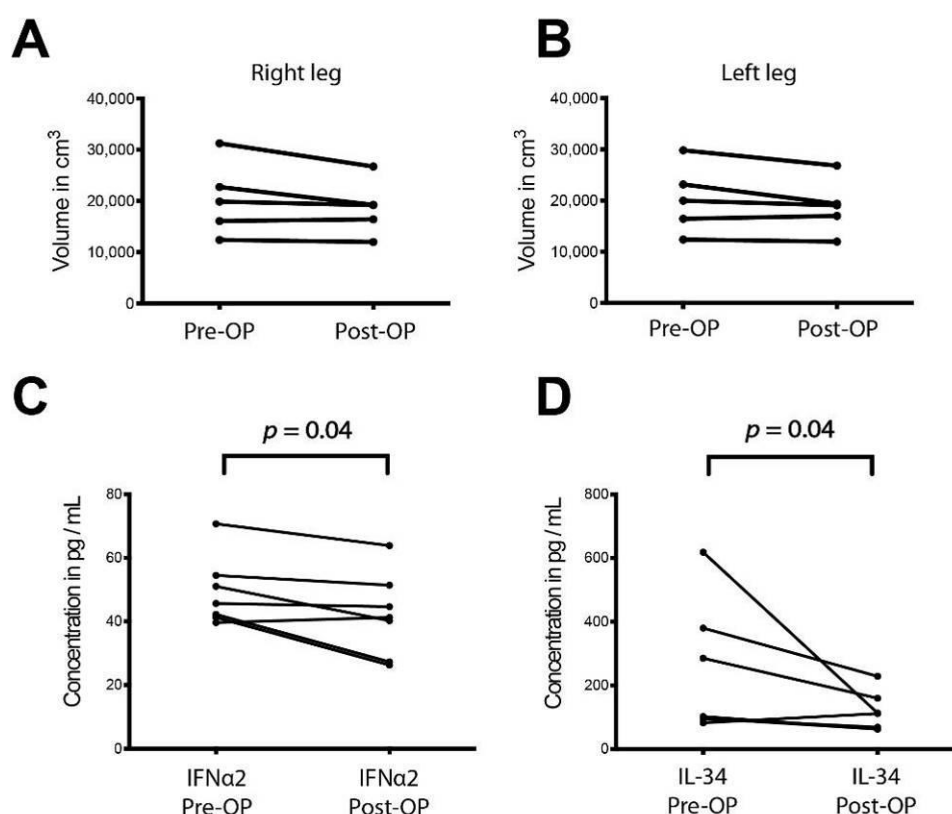 A
Right leg
Volume in cm³
40,000
30,000
20,000
10,000
0
Pre-OP
Post-OP
B
Left leg
Volume in cm³
40,000
30,000
20,000
10,000
0
Pre-OP
Post-OP
C
p = 0.04
Concentration in pg / mL
80
60
40
20
0
IFNα2
Pre-OP
IFNα2
Post-OP
D
p = 0.04
Concentration in pg / mL
800
600
400
200
0
IL-34
Pre-OP
IL-34
Post-OP